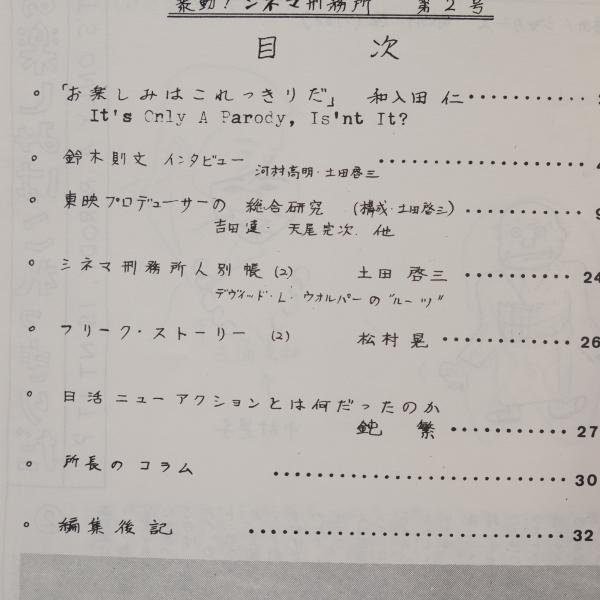 暴動!シネマ刑務所 第2号
目 次
「お楽しみはこれっきりだ」 和入田 仁
It's Only A Parody, Is'nt It?
鈴木則文 インタビュー 4
河村高明・土田啓三
東映プロデューサーの 総合研究 (構成・土田啓三) 9
吉田達・天尾完次 他
シネマ刑務所人別帳(2) 土田 啓三 24
デヴィッド・L・ウオルパーの"ルーツ"
フリーク・ストーリー (2) 松村 晃 26
日活ニューアクションとは何だったのか
鈍 繁 27
所長のコラム 30
編集後記 32